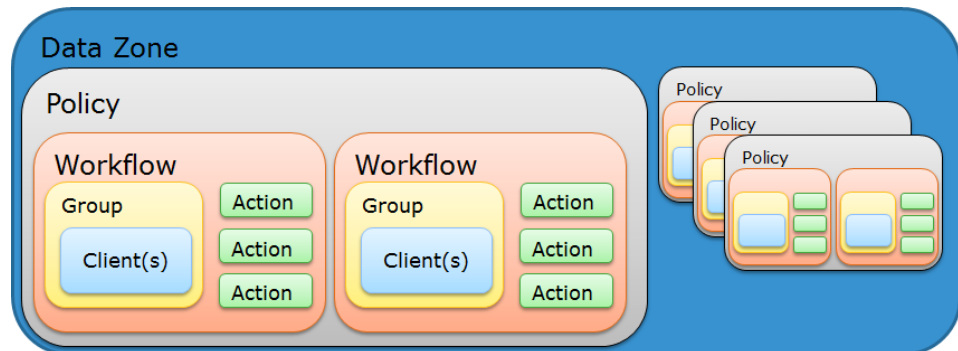 Data Zone
Policy
Workflow
Group
Client(s)
Action
Action
Action
Workflow
Group
Client(s)
Action
Action
Action
Policy
Policy
Policy